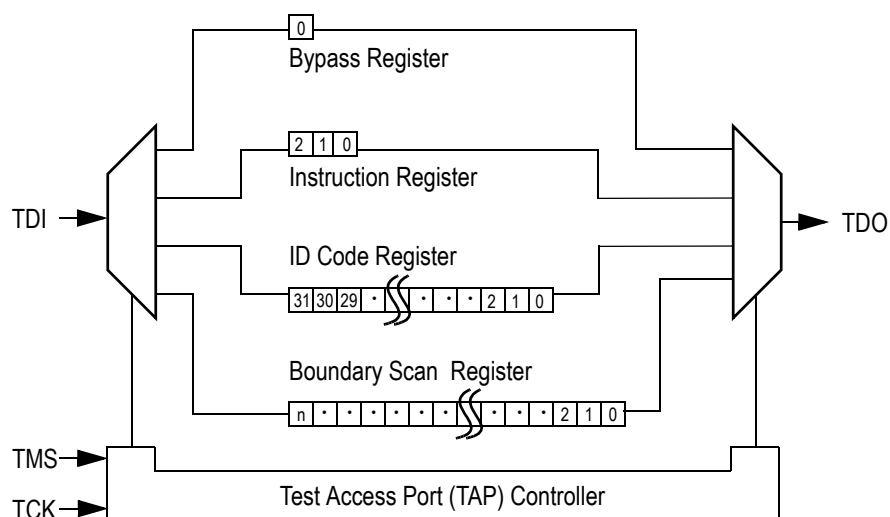 0
Bypass Register
2 1 0
Instruction Register
TDI
TDO
ID Code Register
31 30 29 · · · · · 2 1 0
Boundary Scan Register
n · · · · · · · · · 2 1 0
TMS
TCK
Test Access Port (TAP) Controller